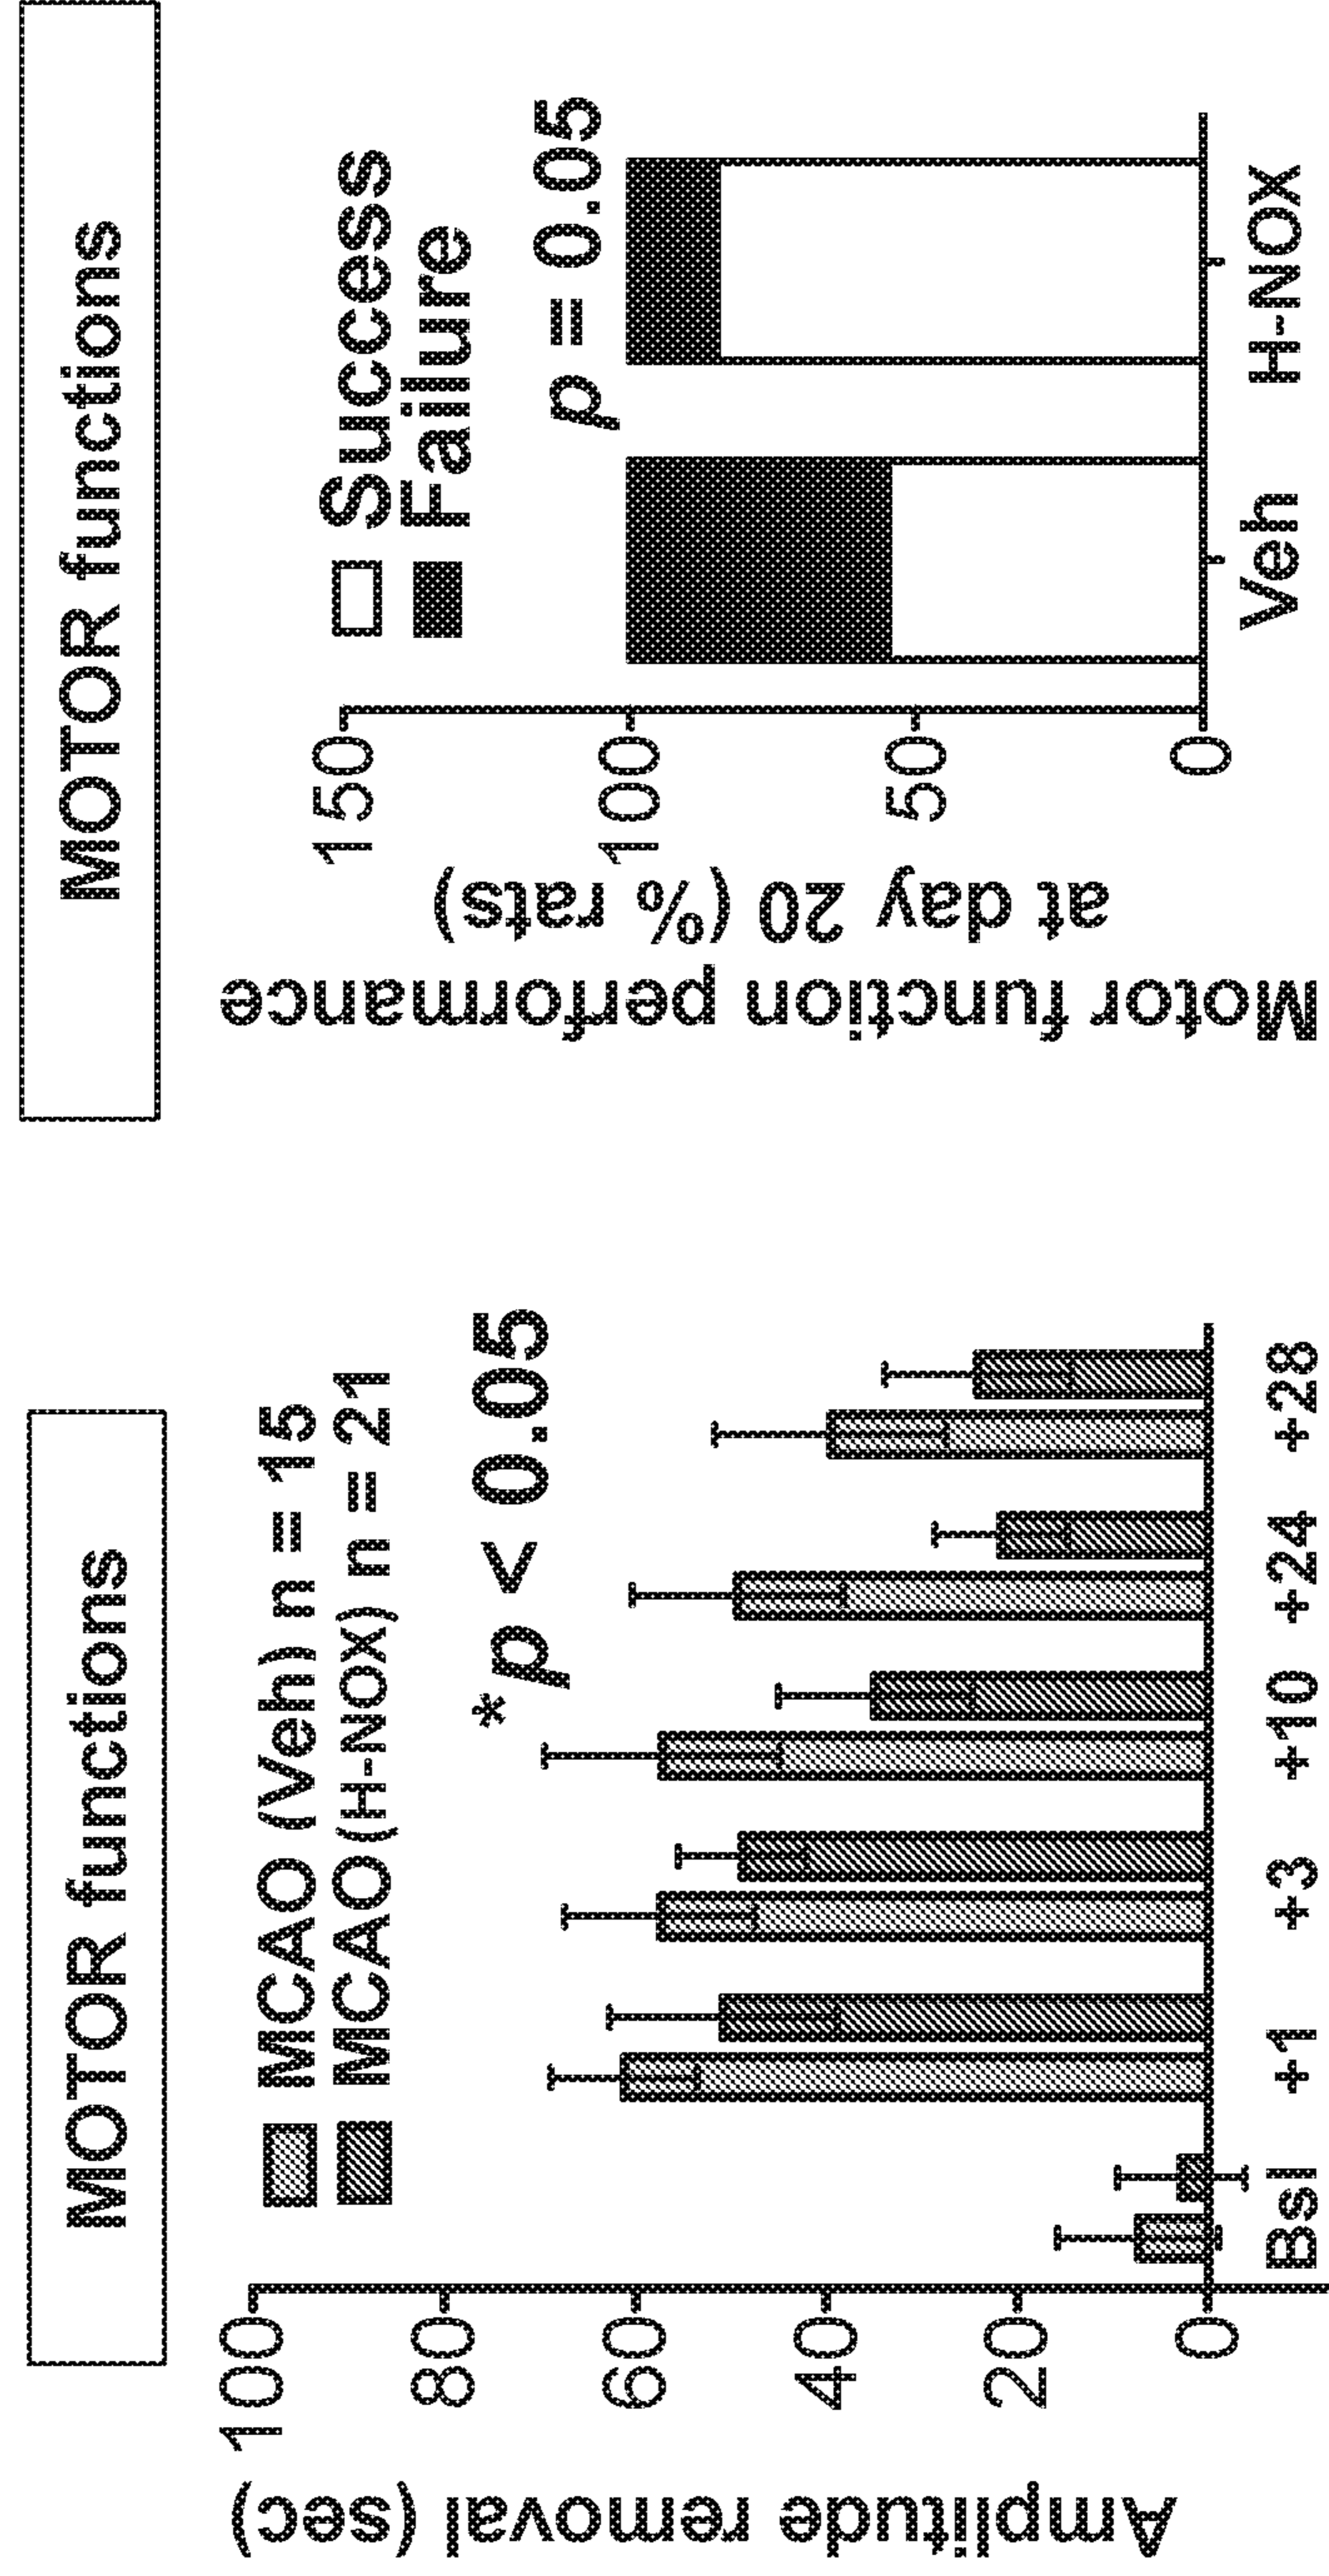 MOTOR functions
MCAO (Veh) n = 15
MCAO (H-NOX) n = 21
* p < 0.05
Amplitude removal (sec)
100
80
60
40
20
0
Bsl +1 +3 +10 +24 +28
MOTOR functions
Success
Failure
p = 0.05
Motor function performance
at day 20 (% rats)
150
100
50
0
Veh H-NOX